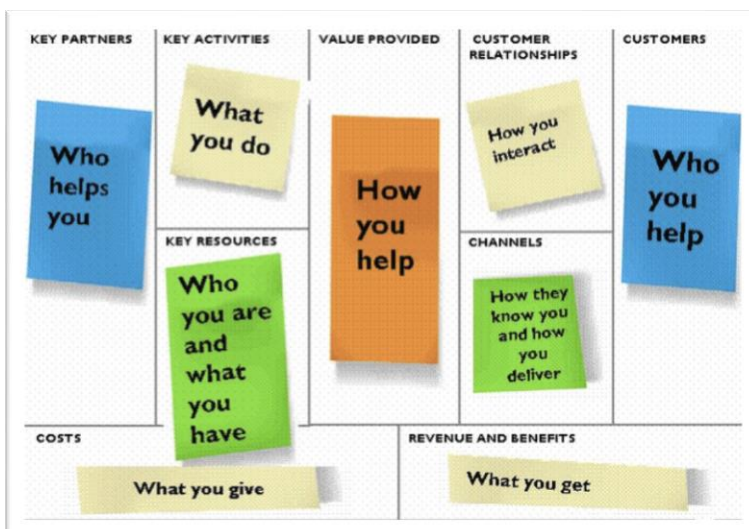 KEY PARTNERS
Who
helps
you
KEY ACTIVITIES
What
you do
KEY RESOURCES
Who
you are
and
what
you
have
VALUE PROVIDED
How
you
help
CUSTOMER
RELATIONSHIPS
How you
interact
CHANNELS
How they
know you
and how
you
deliver
CUSTOMERS
Who
you
help
COSTS
What you give
REVENUE AND BENEFITS
What you get